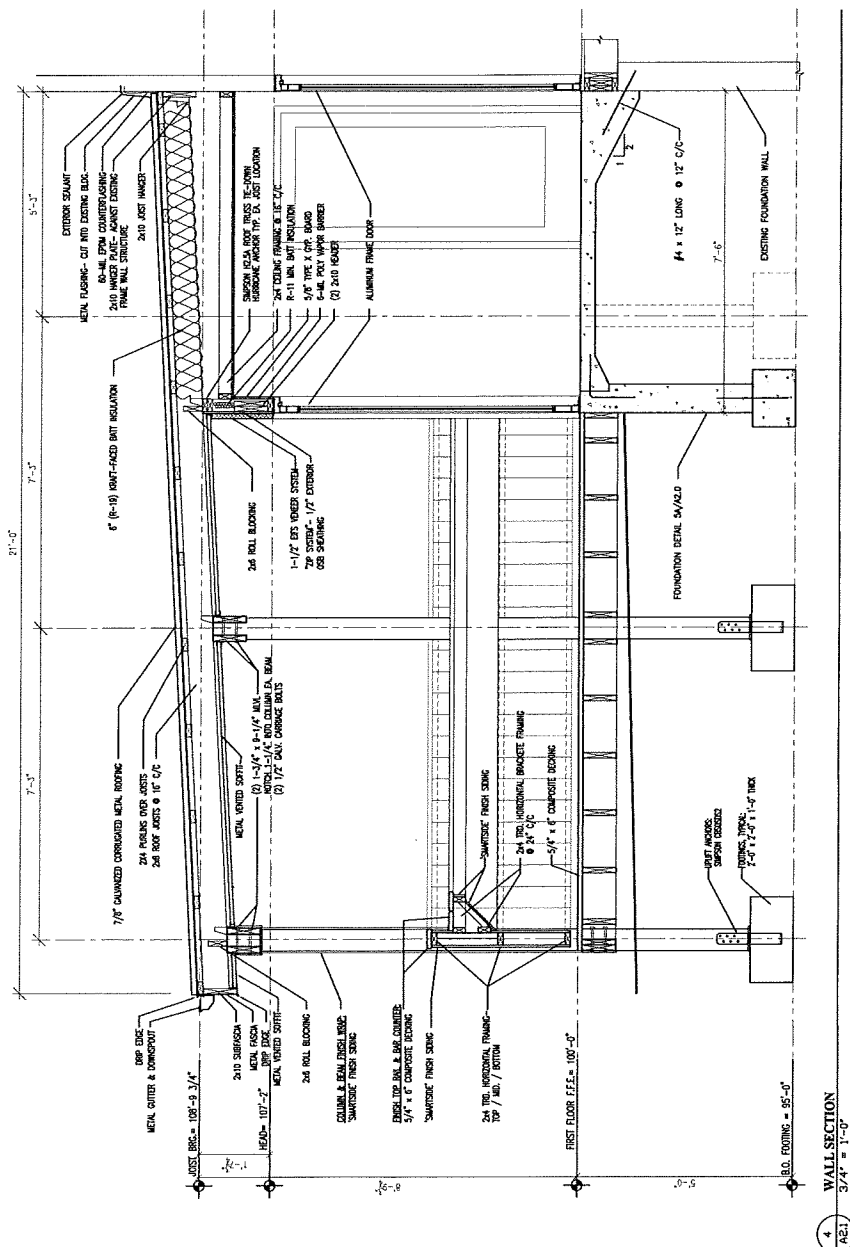 21'-0"
7'-3"
7'-3"
5'-3"
7/8" GALVANIZED CORRUGATED METAL ROOFING
2X4 PURLINS OVER JOISTS
2x8 ROOF JOISTS @ 16" C/C
6" (R-19) KRAFT-FACED BATT INSULATION
EXTERIOR SEALANT
METAL FLASHING- CUT INTO EXISTING BLDG.
60-MIL EPDM COUNTERFLASHING
2x10 HANGER PLATE- AGAINST EXISTING
FRAME WALL STRUCTURE
2x10 JOIST HANGER
DRIP EDGE
METAL GUTTER & DOWNSPOUT
JOIST BRG.= 108'-9 3/4"
HEAD= 107'-2"
2x10 SUBFASCIA
METAL FASCIA
DRIP EDGE
METAL VENTED SOFFIT
2x6 ROLL BLOCKING
METAL VENTED SOFFIT
(2) 1-3/4" x 9-1/4" MLVL
NOTCH 1-1/4" INTO COLUMN EA. BEAM
(2) 1/2" GALV. CARRIAGE BOLTS
2x6 ROLL BLOCKING
1-1/2" EIFS VENEER SYSTEM
"ZIP SYSTEM"- 1/2" EXTERIOR
OSB SHEATHING
SIMPSON H2.5A ROOF TRUSS TIE-DOWN
HURRICANE ANCHOR TYP. EA. JOIST LOCATION
2x4 CEILING FRAMING @ 16" C/C
R-11 MIN. BATT INSULATION
5/8" TYPE X GYP. BOARD
6-MIL POLY VAPOR BARRIER
(2) 2x10 HEADER
ALUMINUM FRAME DOOR
COLUMN & BEAM FINISH WRAP:
'SMARTSIDE' FINISH SIDING
FINISH TOP RAIL & BAR COUNTER:
5/4" x 6" COMPOSITE DECKING
'SMARTSIDE' FINISH SIDING
2x4 TRD. HORIZONTAL FRAMING-
TOP / MID. / BOTTOM
'SMARTSIDE' FINISH SIDING
2x4 TRD. HORIZONTAL BRACKETE FRAMING
@ 24" C/C
5/4" x 6" COMPOSITE DECKING
FIRST FLOOR F.F.E.= 100'-0"
8'-9¾"
5'-0"
1
2
#4 x 12" LONG @ 12" C/C
7'-6"
EXISTING FOUNDATION WALL
FOUNDATION DETAIL 5A/A2.0
UPLIFT ANCHORS:
SIMPSON
FOOTINGS, TYPICAL:
2'-0" x 2'-0" x 1'-0" THICK
B.O. FOOTING = 95'-0"
4
A2.1
WALL SECTION
3/4" = 1'-0"